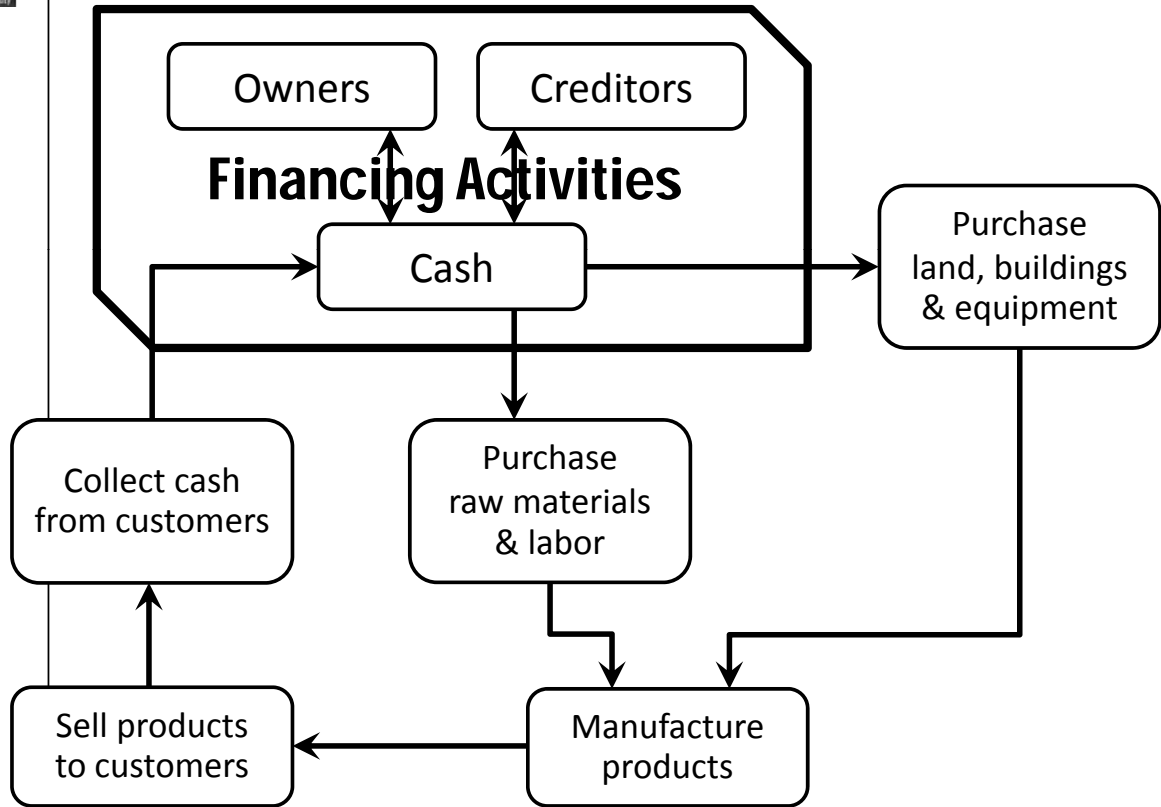 Owners
Creditors
Financing Activities
Cash
Purchase
land, buildings
& equipment
Collect cash
from customers
Purchase
raw materials
& labor
Sell products
to customers
Manufacture
products